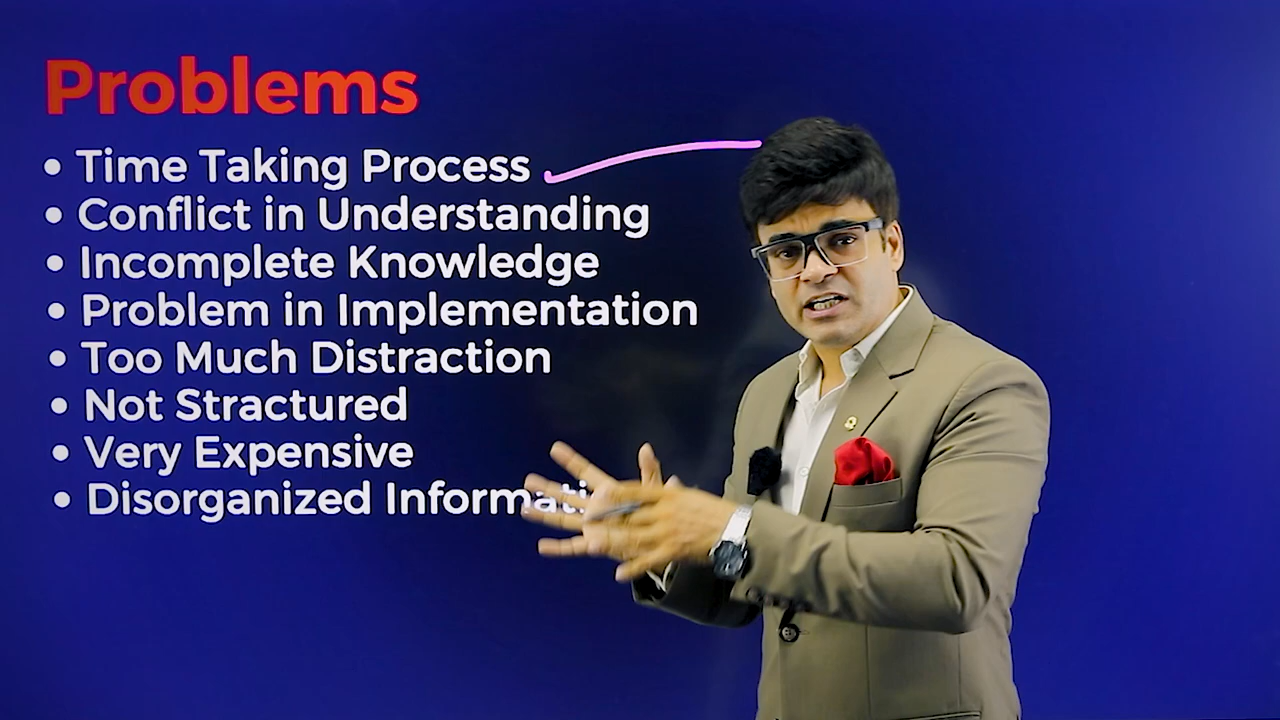 Problems
• Time Taking Process
• Conflict in Understanding
• Incomplete Knowledge
• Problem in Implementation
• Too Much Distraction
• Not Stractured
• Very Expensive
• Disorganized